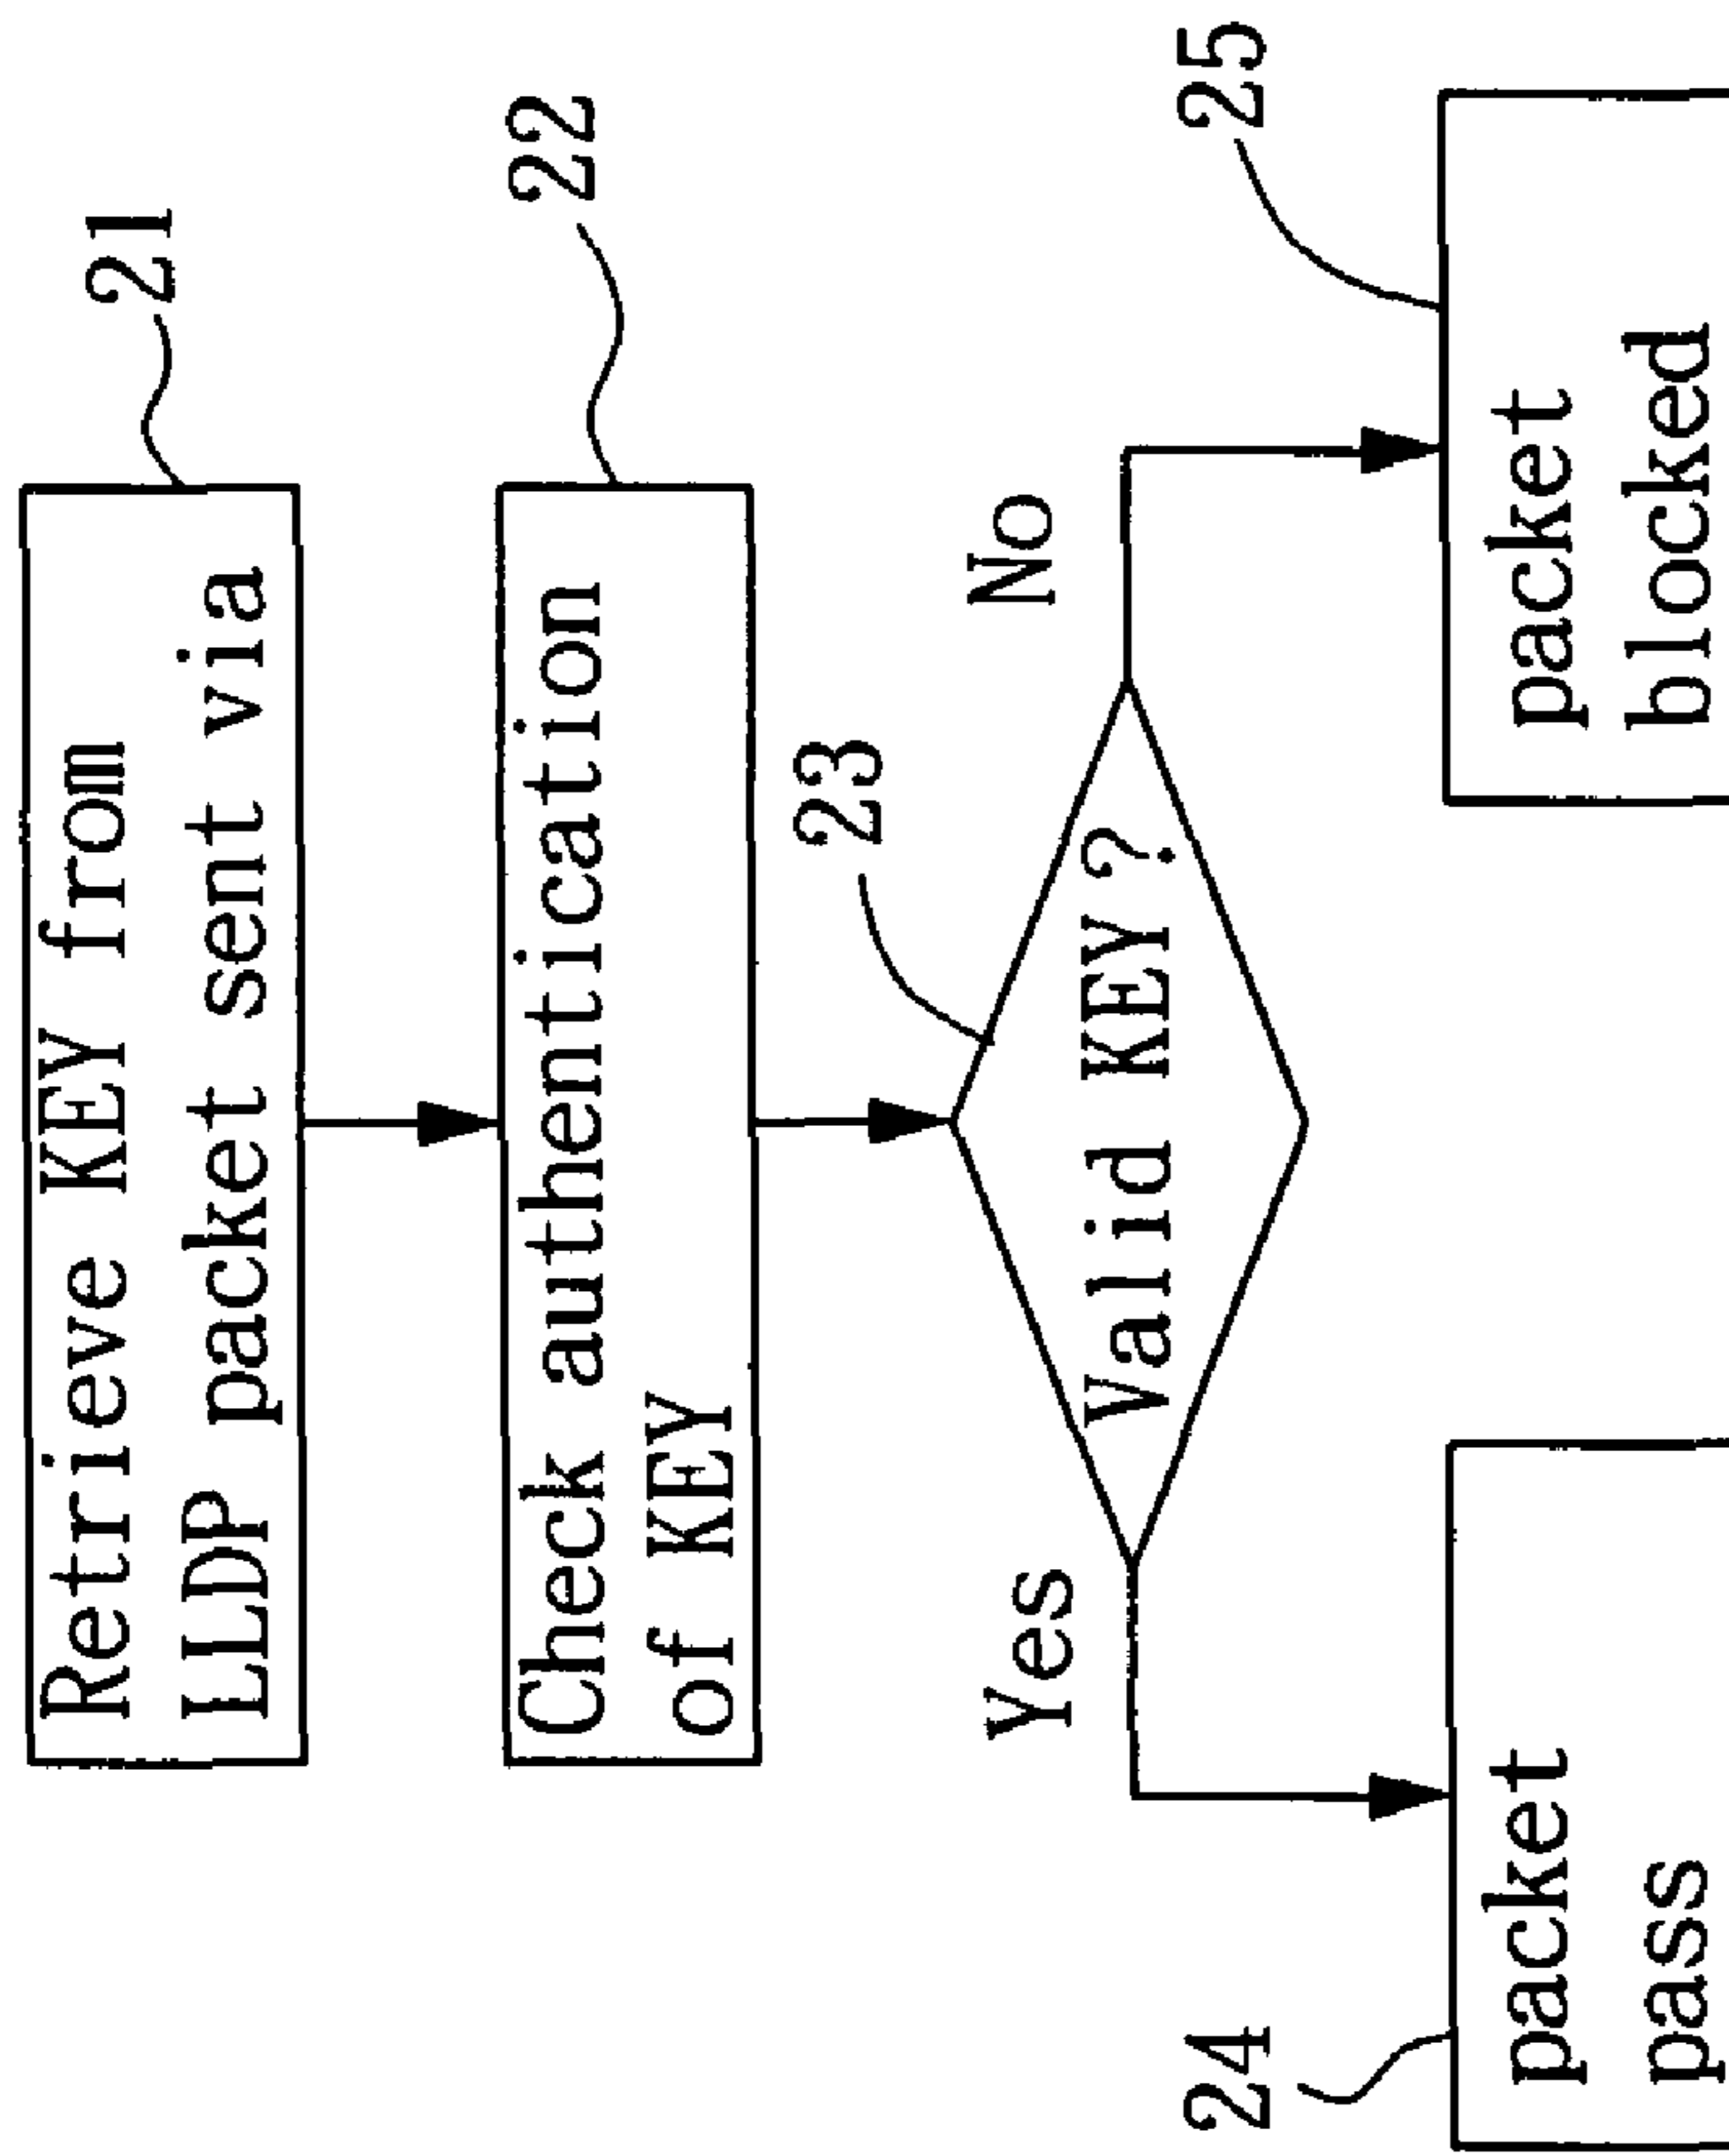 Retrieve KEY from
LLDP packet sent via
21
Check authentication
of KEY
22
23
Valid KEY?
Yes
No
24
packet
pass
25
packet
blocked